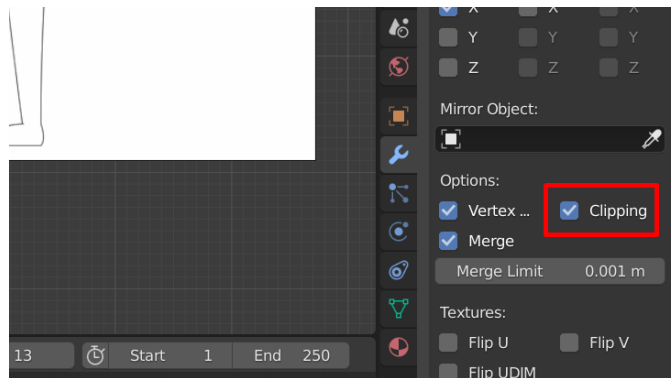 X X X
Y Y Y
Z Z Z
Mirror Object:
Options:
Vertex ... Clipping
Merge
Merge Limit 0.001 m
Textures:
Flip U Flip V
13 Start 1 End 250
Flip UDIM